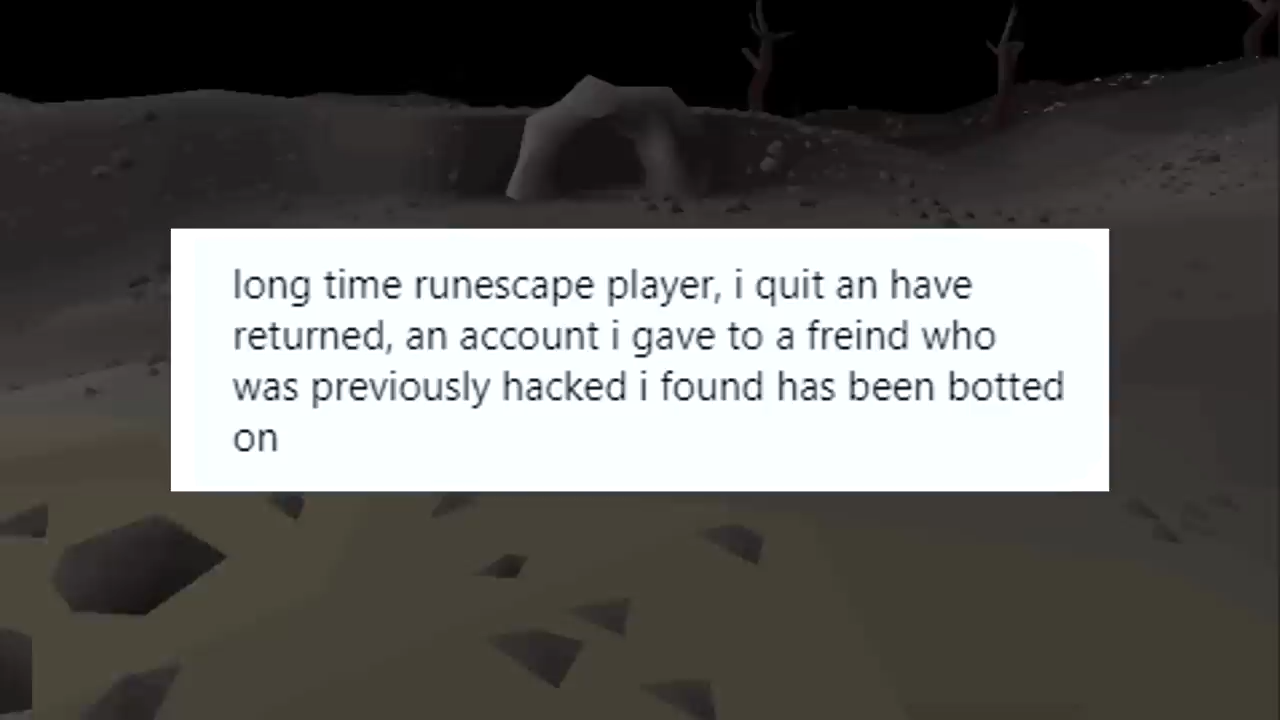 long time runescape player, i quit an have
returned, an account i gave to a freind who
was previously hacked i found has been botted
on